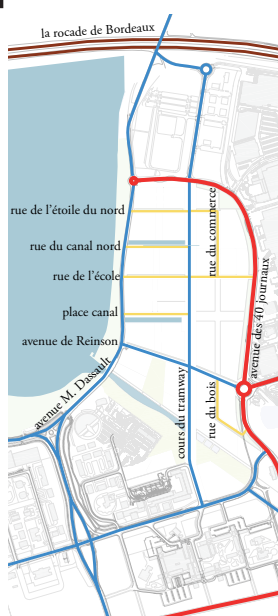 la rocade de Bordeaux
rue de l'étoile du nord
rue du commerce
rue du canal nord
rue de l'école
avenue des 40 journaux
place canal
avenue de Reinson
avenue M. Dassault
cours du tramway
rue du bois